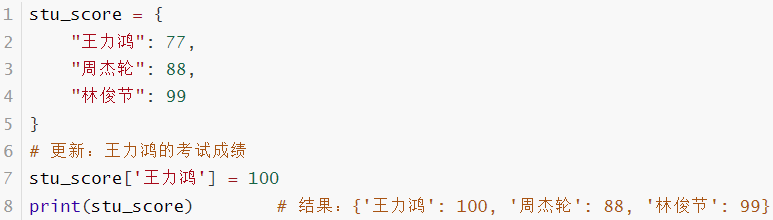 1 stu_score = {
2     "王力鸿": 77,
3     "周杰轮": 88,
4     "林俊节": 99
5 }
6 # 更新：王力鸿的考试成绩
7 stu_score['王力鸿'] = 100
8 print(stu_score)        # 结果：{'王力鸿': 100, '周杰轮': 88, '林俊节': 99}